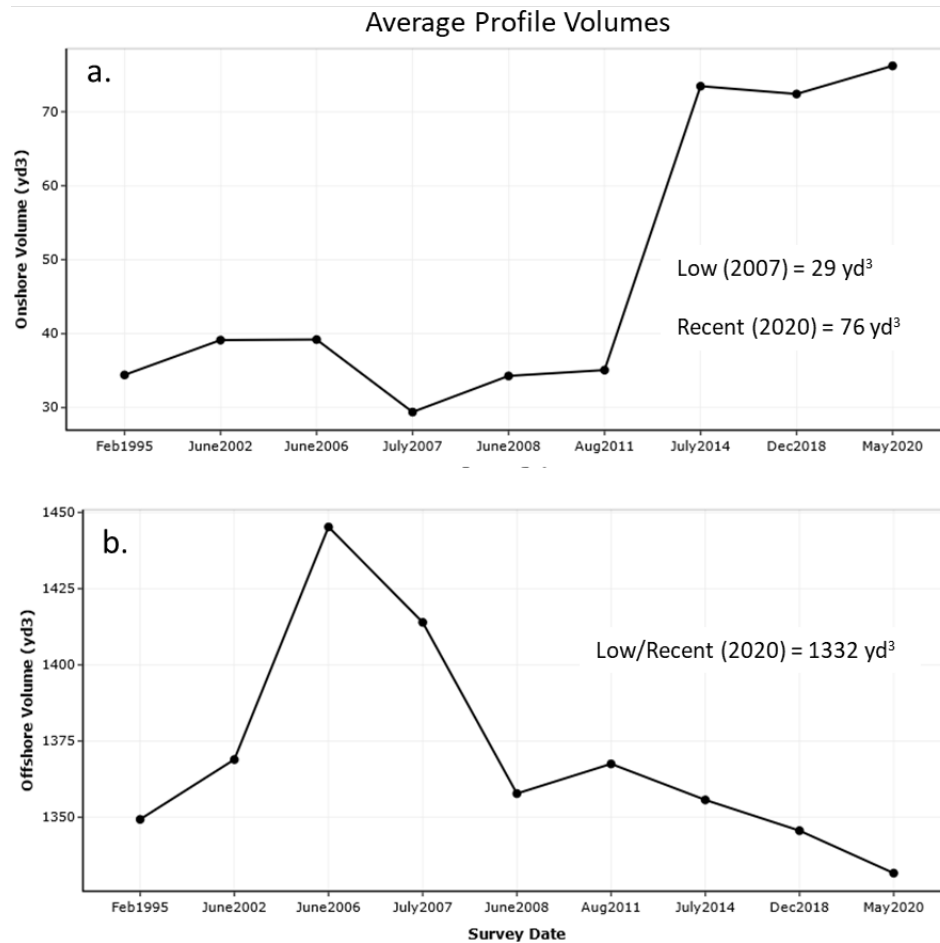 Average Profile Volumes
a.
Onshore Volume (yd3)
70
60
50
40
30
Low (2007) = 29 yd³
Recent (2020) = 76 yd³
Feb1995 June2002 June2006 July2007 June2008 Aug2011 July2014 Dec2018 May2020
b.
Offshore Volume (yd3)
1450
1425
1400
1375
1350
Low/Recent (2020) = 1332 yd³
Feb1995 June2002 June2006 July2007 June2008 Aug2011 July2014 Dec2018 May2020
Survey Date